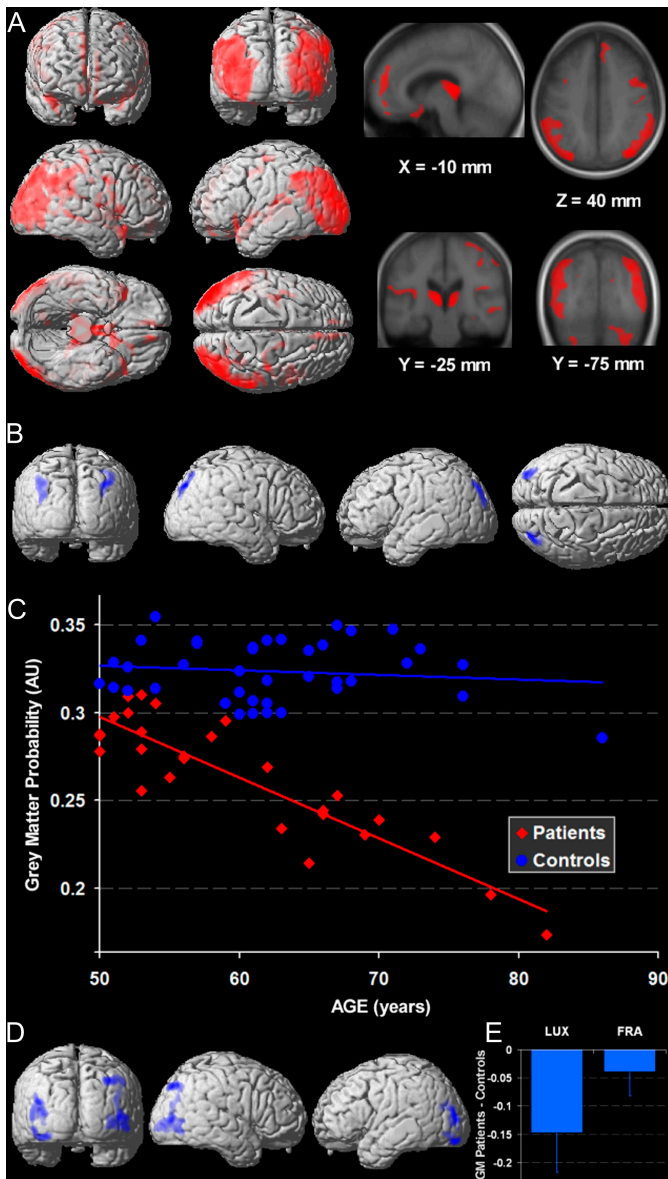 A
X = -10 mm
Z = 40 mm
Y = -25 mm
Y = -75 mm
B
C
0.35
0.3
0.25
0.2
Grey Matter Probability (AU)
Patients
Controls
50 60 70 80 90
AGE (years)
D
E
LUX FRA
0
-0.05
-0.1
-0.15
-0.2
GM Patients - Controls